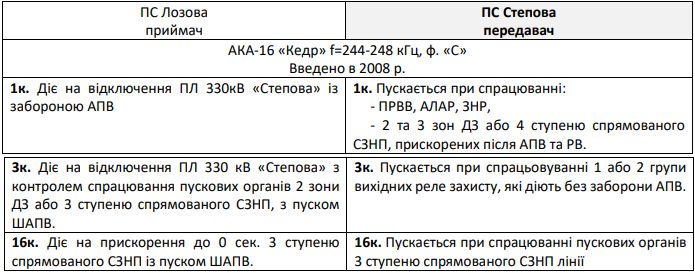 ПС Лозова
приймач
ПС Степова
передавач
АКА-16 «Кедр» f=244-248 кГц, ф. «С»
Введено в 2008 р.
1к. Діє на відключення ПЛ 330кВ «Степова» із
забороною АПВ
1к. Пускається при спрацюванні:
- ПРВВ, АЛАР, ЗНР,
- 2 та 3 зон ДЗ або 4 ступеню спрямованого
СЗНП, прискорених після АПВ та РВ.
3к. Діє на відключення ПЛ 330 кВ «Степова» з
контролем спрацювання пускових органів 2 зони
ДЗ або 3 ступеню спрямованого СЗНП, з пуском
ШАПВ.
3к. Пускається при спрацьовуванні 1 або 2 групи
вихідних реле захисту, які діють без заборони АПВ.
16к. Діє на прискорення до 0 сек. 3 ступеню
спрямованого СЗНП із пуском ШАПВ.
16к. Пускається при спрацюванні пускових органів
3 ступеню спрямованого СЗНП лінії